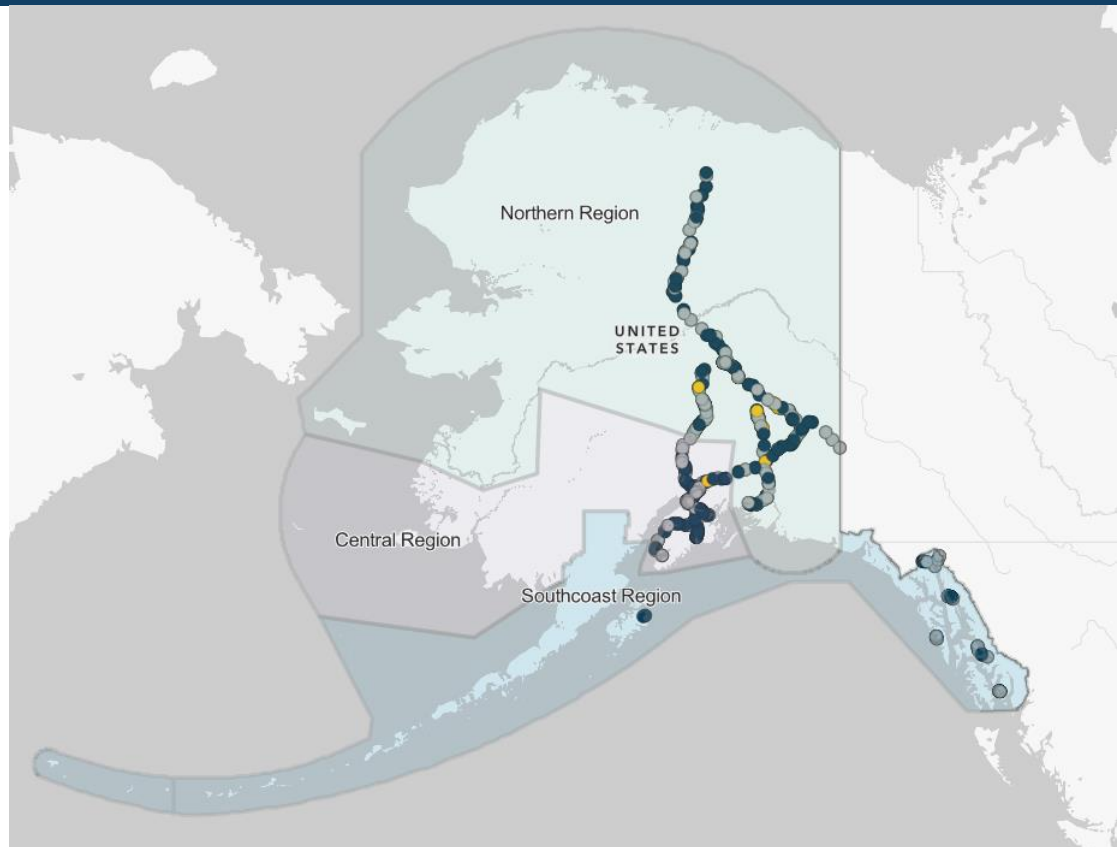 Northern Region
UNITED
STATES
Central Region
Southcoast Region